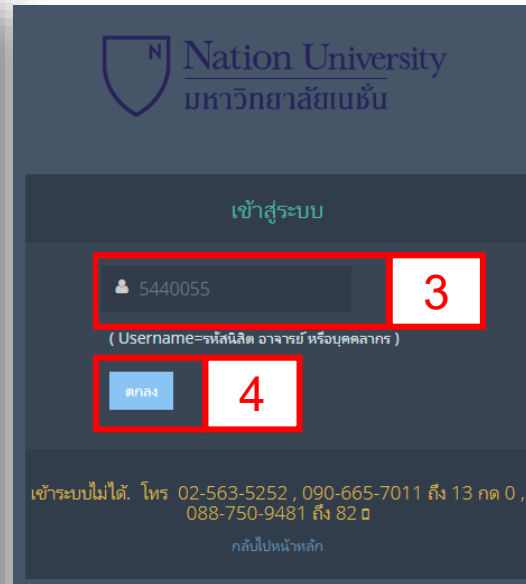 N
Nation University
มหาวิทยาลัยเนชั่น
เข้าสู่ระบบ
5440055
3
( Username=รหัสนิสิต อาจารย์ หรือบุคคลากร )
ตกลง
4
เข้าระบบไม่ได้. โทร 02-563-5252 , 090-665-7011 ถึง 13 กด 0 ,
088-750-9481 ถึง 82
กลับไปหน้าหลัก